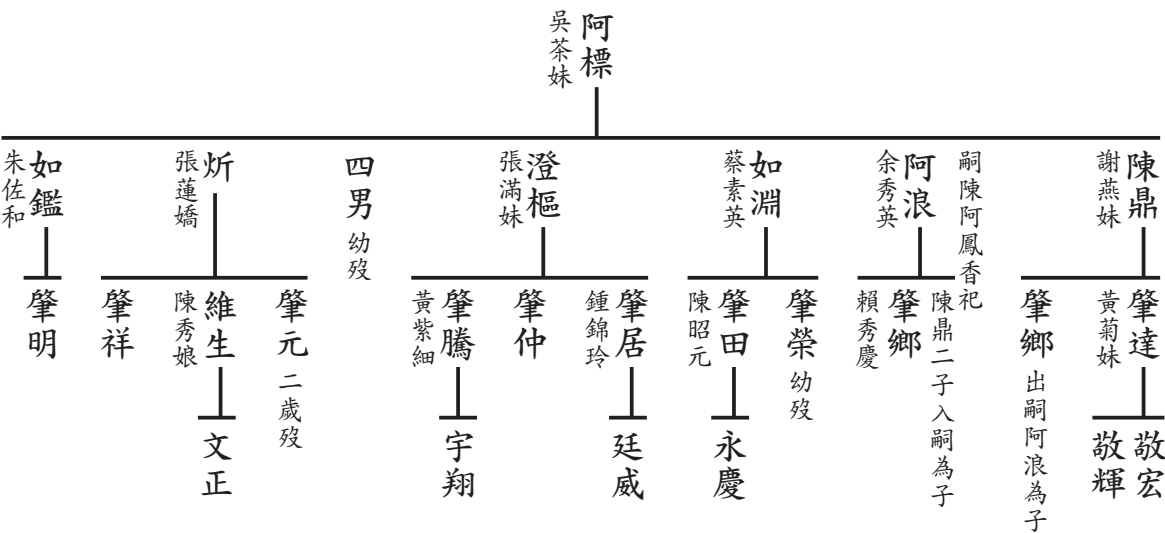 阿標
吳茶妹
陳鼎
謝燕妹
嗣陳阿鳳香祀
阿浪
余秀英
如淵
蔡素英
澄樞
張滿妹
四男 幼歿
炘
張蓮嬌
如鑑
朱佐和
肇達
黃菊妹
肇鄉 出嗣阿浪為子
陳鼎二子入嗣為子
肇鄉
賴秀慶
肇榮 幼歿
肇田
陳昭元
肇居
鍾錦玲
肇仲
肇騰
黃紫細
肇元 二歲歿
維生
陳秀娘
肇祥
肇明
敬宏
敬輝
永慶
廷威
宇翔
文正